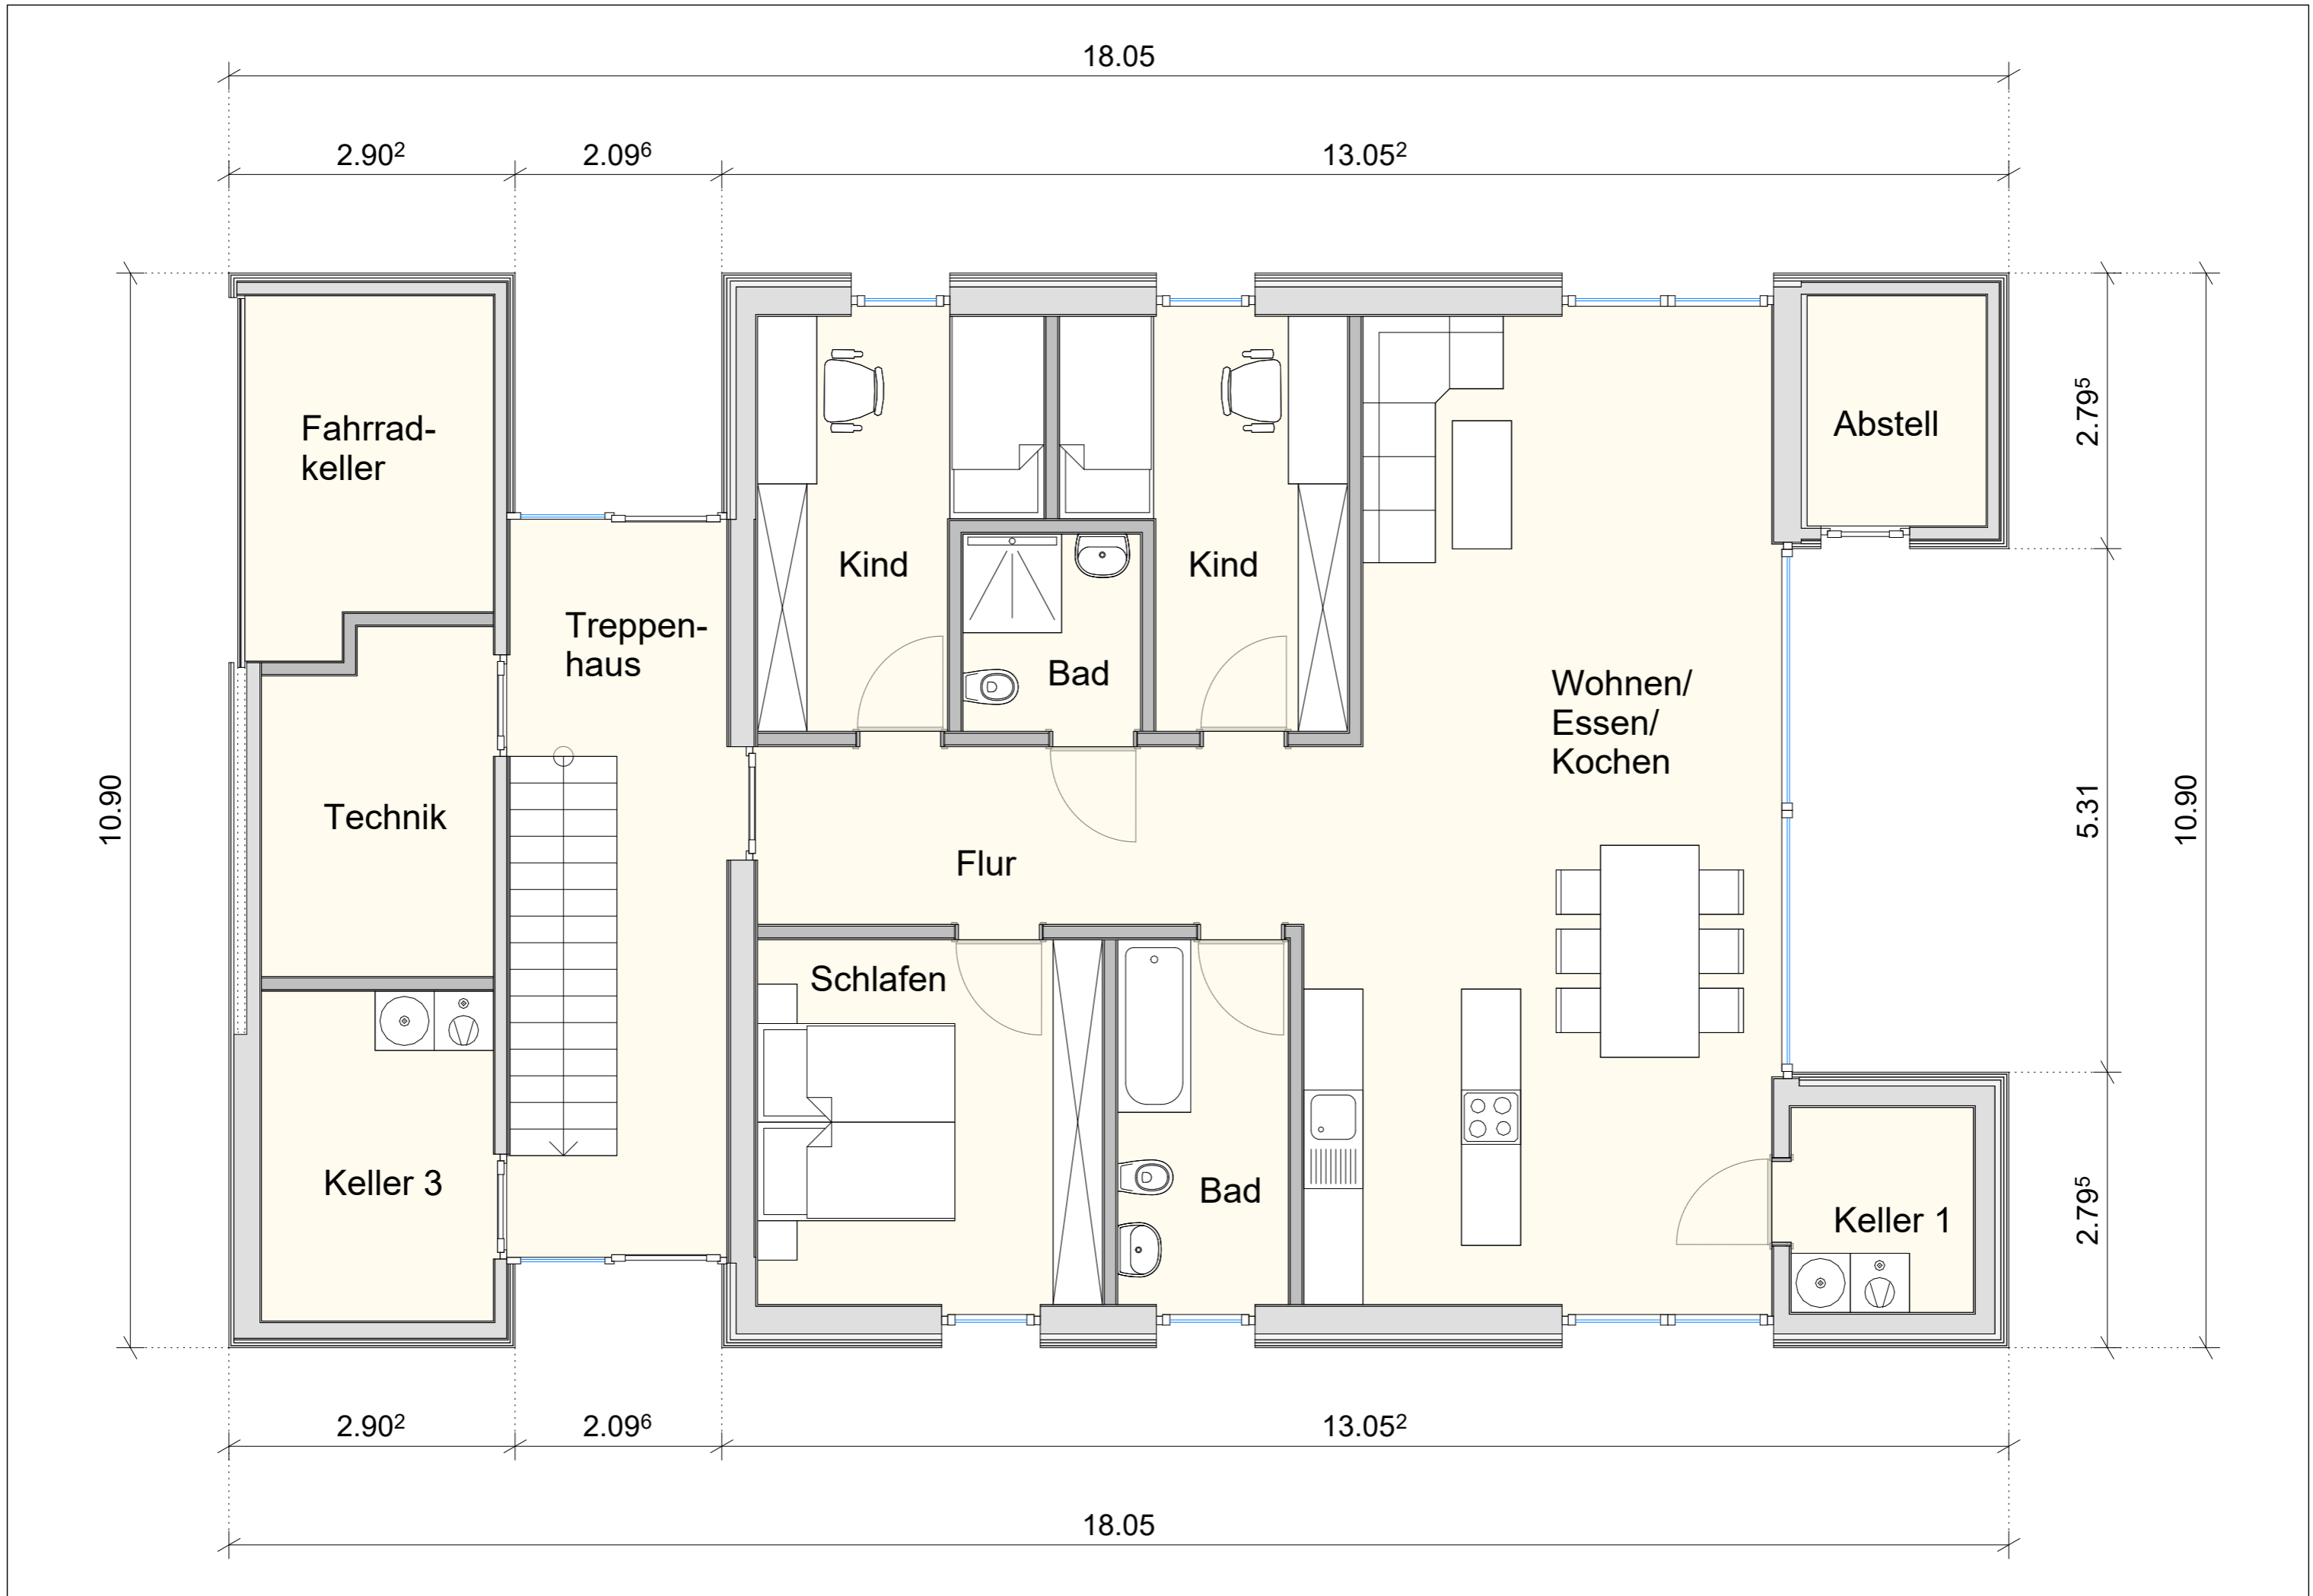 18.05
2.90²
2.09⁶
13.05²
Fahrrad-
keller
Abstell
2.79⁵
Kind
Kind
Treppen-
haus
Bad
Wohnen/
Essen/
Kochen
10.90
Technik
5.31
10.90
Flur
Schlafen
Keller 3
Bad
Keller 1
2.79⁵
2.90²
2.09⁶
13.05²
18.05